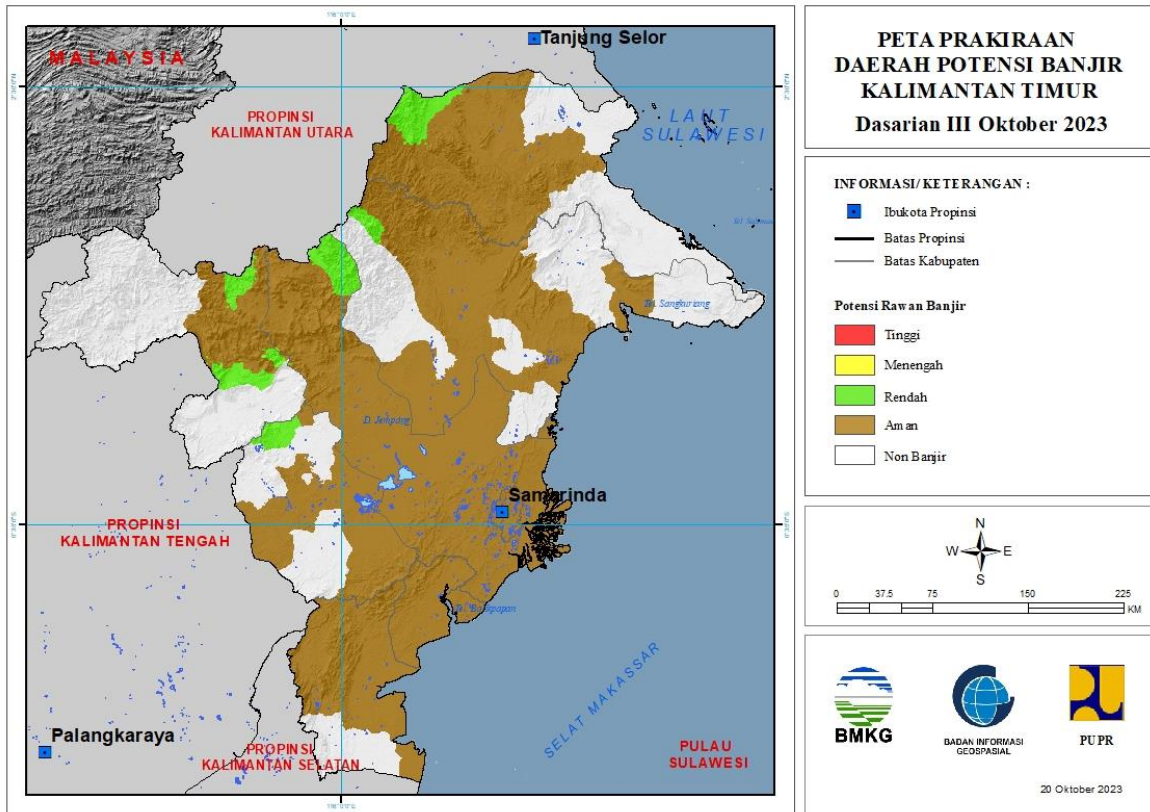 MALAYSIA
Tanjung Selor
PROPINSI
KALIMANTAN UTARA
LAUT
SULAWESI
D. Jempang
Samarinda
PROPINSI
KALIMANTAN TENGAH
SELAT MAKASSAR
Palangkaraya
PROPINSI
KALIMANTAN SELATAN
PULAU
SULAWESI
PETA PRAKIRAAN
DAERAH POTENSI BANJIR
KALIMANTAN TIMUR
Dasarian III Oktober 2023
INFORMASI/ KETERANGAN :
Ibukota Propinsi
Batas Propinsi
Batas Kabupaten
Potensi Rawan Banjir
Tinggi
Menengah
Rendah
Aman
Non Banjir
N
W E
S
0 37.5 75 150 225
KM
BMKG
BADAN INFORMASI
GEOSPASIAL
PUPR
20 Oktober 2023